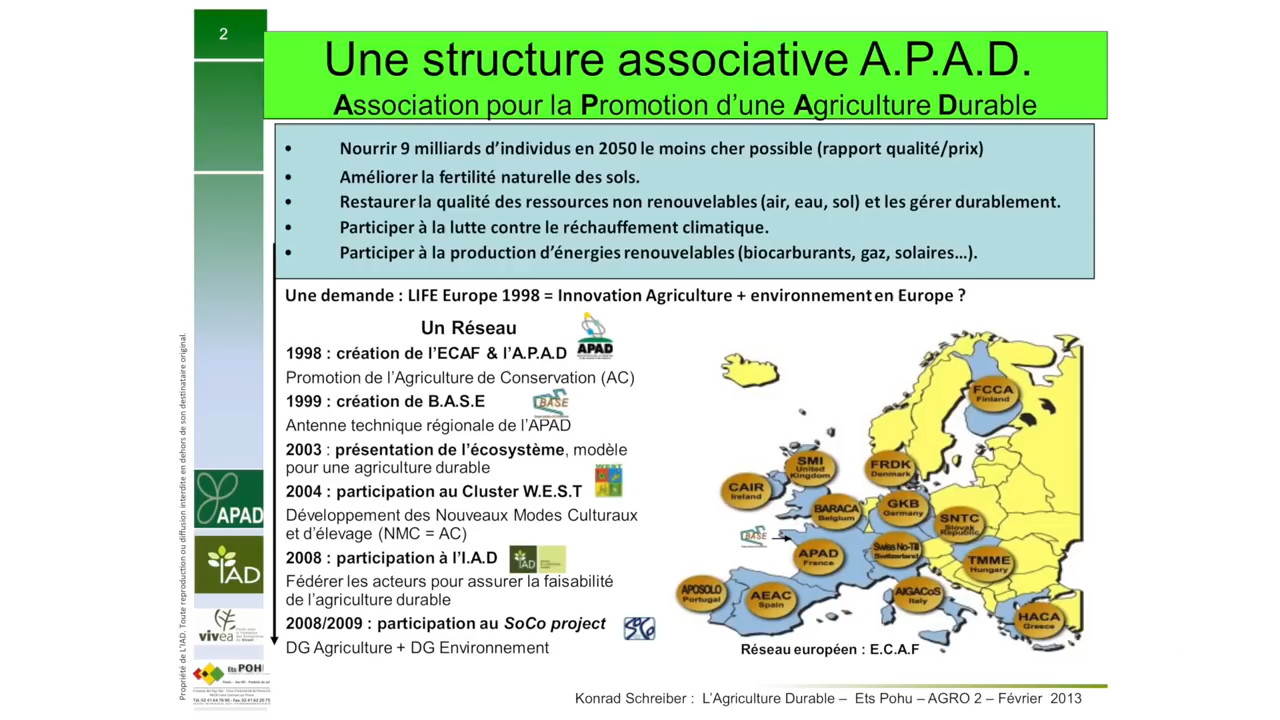 2
Une structure associative A.P.A.D.
Association pour la Promotion d’une Agriculture Durable
• Nourrir 9 milliards d’individus en 2050 le moins cher possible (rapport qualité/prix)
• Améliorer la fertilité naturelle des sols.
• Restaurer la qualité des ressources non renouvelables (air, eau, sol) et les gérer durablement.
• Participer à la lutte contre le réchauffement climatique.
• Participer à la production d’énergies renouvelables (biocarburants, gaz, solaires…).
Une demande : LIFE Europe 1998 = Innovation Agriculture + environnement en Europe ?
Un Réseau
APAD
1998 : création de l’ECAF & l’A.P.A.D
Promotion de l’Agriculture de Conservation (AC)
1999 : création de B.A.S.E
BASE
Antenne technique régionale de l’APAD
2003 : présentation de l’écosystème, modèle
pour une agriculture durable
WEST
2004 : participation au Cluster W.E.S.T
Développement des Nouveaux Modes Culturaux
et d’élevage (NMC = AC)
2008 : participation à l’I.A.D
Fédérer les acteurs pour assurer la faisabilité
de l’agriculture durable
2008/2009 : participation au SoCo project
DG Agriculture + DG Environnement
FCCA
Finland
SMI
United
Kingdom
FRDK
Denmark
CAIR
Ireland
BARACA
Belgium
GKB
Germany
SNTC
Slovak
Republic
BASE
APAD
France
Swiss No-Till
Switzerland
TMME
Hungary
APOSOLO
Portugal
AEAC
Spain
AIGACoS
Italy
HACA
Greece
Réseau européen : E.C.A.F
Propriété de L’IAD. Toute reproduction ou diffusion interdite en dehors de son destinataire original.
APAD
IAD
vivea
Ets POH
Konrad Schreiber : L’Agriculture Durable – Ets Pohu – AGRO 2 – Février 2013